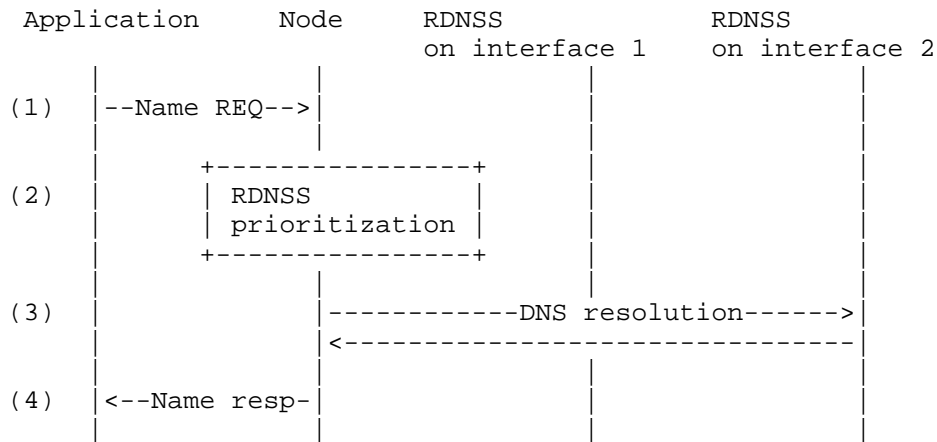 Application Node RDNSS RDNSS
on interface 1 on interface 2
(1) |--Name REQ-->|
+----------------+
(2) | RDNSS |
| prioritization |
+----------------+
(3) |------------DNS resolution------>|
|<--------------------------------|
(4) |<--Name resp-|